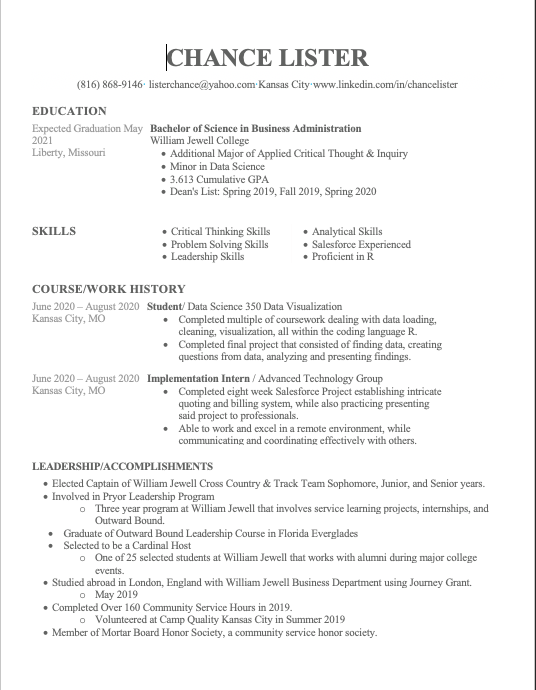 CHANCE LISTER
(816) 868-9146· listerchance@yahoo.com·Kansas City·www.linkedin.com/in/chancelister
EDUCATION
Expected Graduation May 2021
Liberty, Missouri
Bachelor of Science in Business Administration
William Jewell College
• Additional Major of Applied Critical Thought & Inquiry
• Minor in Data Science
• 3.613 Cumulative GPA
• Dean's List: Spring 2019, Fall 2019, Spring 2020
SKILLS
• Critical Thinking Skills
• Problem Solving Skills
• Leadership Skills
• Analytical Skills
• Salesforce Experienced
• Proficient in R
COURSE/WORK HISTORY
June 2020 – August 2020
Kansas City, MO
Student/ Data Science 350 Data Visualization
• Completed multiple of coursework dealing with data loading,
cleaning, visualization, all within the coding language R.
• Completed final project that consisted of finding data, creating
questions from data, analyzing and presenting findings.
June 2020 – August 2020
Kansas City, MO
Implementation Intern / Advanced Technology Group
• Completed eight week Salesforce Project establishing intricate
quoting and billing system, while also practicing presenting
said project to professionals.
• Able to work and excel in a remote environment, while
communicating and coordinating effectively with others.
LEADERSHIP/ACCOMPLISHMENTS
• Elected Captain of William Jewell Cross Country & Track Team Sophomore, Junior, and Senior years.
• Involved in Pryor Leadership Program
o Three year program at William Jewell that involves service learning projects, internships, and
Outward Bound.
• Graduate of Outward Bound Leadership Course in Florida Everglades
• Selected to be a Cardinal Host
o One of 25 selected students at William Jewell that works with alumni during major college
events.
• Studied abroad in London, England with William Jewell Business Department using Journey Grant.
o May 2019
• Completed Over 160 Community Service Hours in 2019.
o Volunteered at Camp Quality Kansas City in Summer 2019
• Member of Mortar Board Honor Society, a community service honor society.